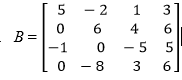 B = [ 5 - 2 1 3
0 6 4 6
-1 0 - 5 5
0 - 8 3 6 ]